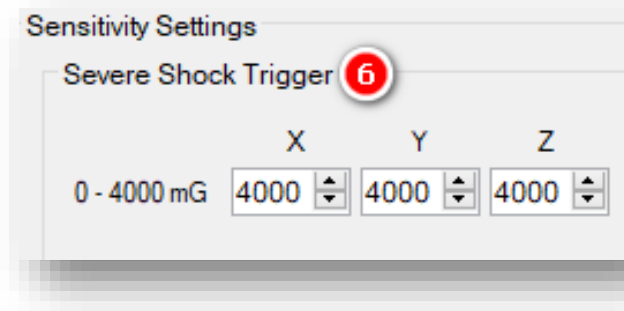 Sensitivity Settings
Severe Shock Trigger 6
X Y Z
0 - 4000 mG 4000 4000 4000